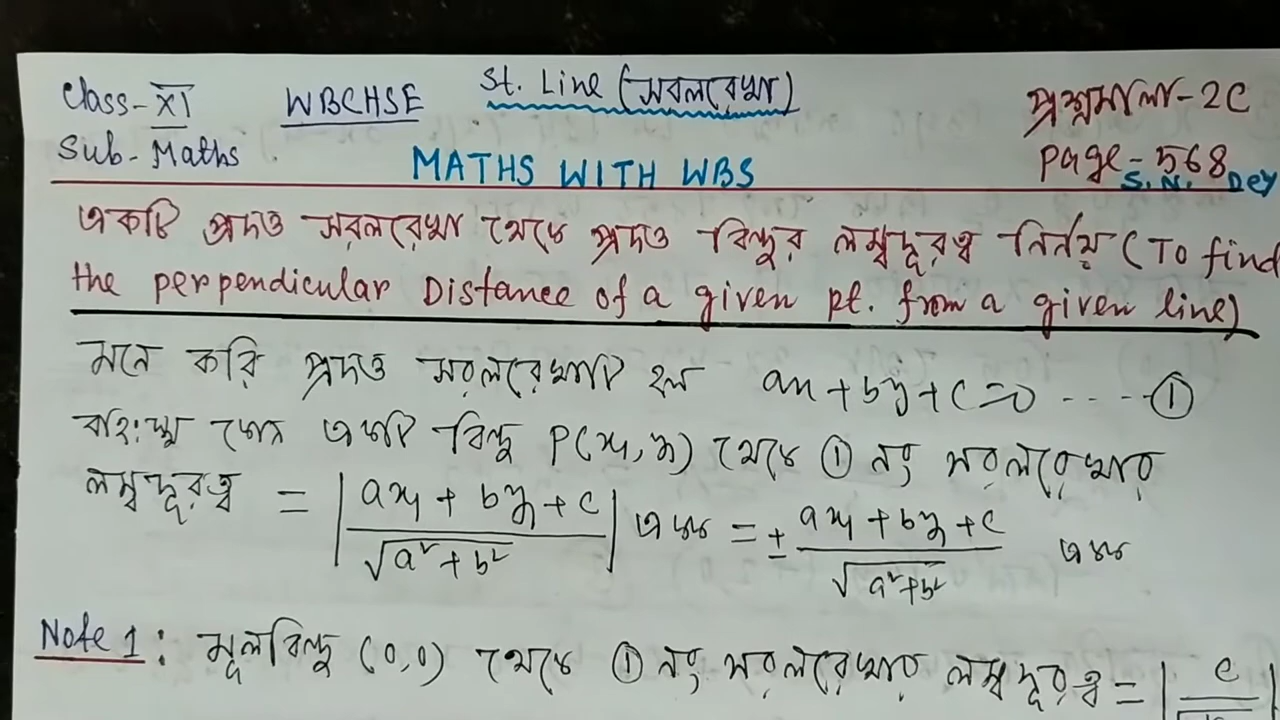 Class-XI WBCHSE St. Line (সরলরেখা) প্রশ্নমালা-2C
Sub-Maths MATHS WITH WBS Page-568
S.N. Dey
একটি প্রদত্ত সরলরেখা থেকে প্রদত্ত বিন্দুর লম্বদূরত্ব নির্নয় (To find
the perpendicular Distance of a given pt. from a given line)
মনে করি প্রদত্ত সরলরেখাটি হল ax+by+c=0 ----①
বহিঃস্থ কোন একটি বিন্দু P(x₁,y₁) থেকে ① নং সরলরেখার
লম্বদূরত্ব = |(ax₁+by₁+c)/√(a²+b²)| একক = ± (ax₁+by₁+c)/√(a²+b²) একক
Note 1: মূলবিন্দু (0,0) থেকে ① নং সরলরেখার লম্বদূরত্ব = |c